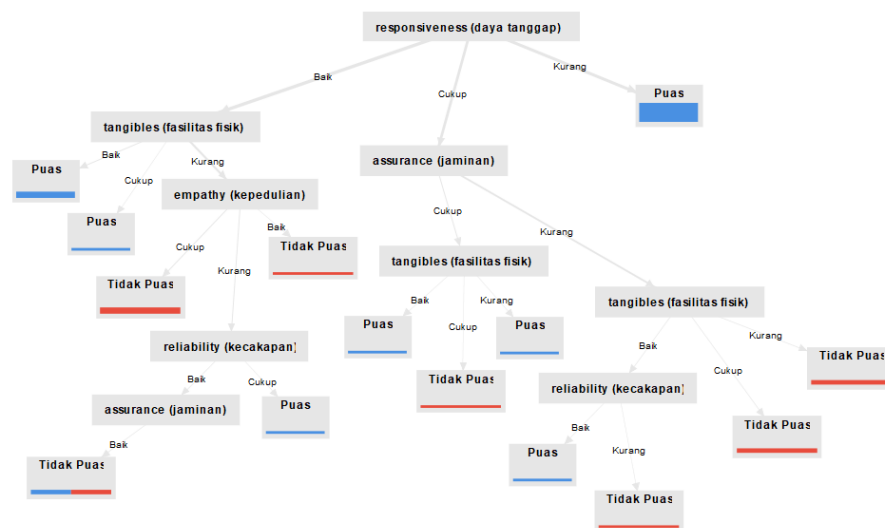 responsiveness (daya tanggap)
Baik
Cukup
Kurang
Puas
tangibles (fasilitas fisik)
assurance (jaminan)
Baik
Cukup
Kurang
Puas
Puas
empathy (kepedulian)
Cukup
Kurang
Baik
Tidak Puas
Tidak Puas
Cukup
Kurang
tangibles (fasilitas fisik)
tangibles (fasilitas fisik)
Baik
Cukup
Kurang
Puas
Puas
Tidak Puas
Baik
Cukup
Kurang
Tidak Puas
reliability (kecakapan)
Baik
Cukup
assurance (jaminan)
Puas
Baik
Tidak Puas
reliability (kecakapan)
Tidak Puas
Baik
Kurang
Puas
Tidak Puas